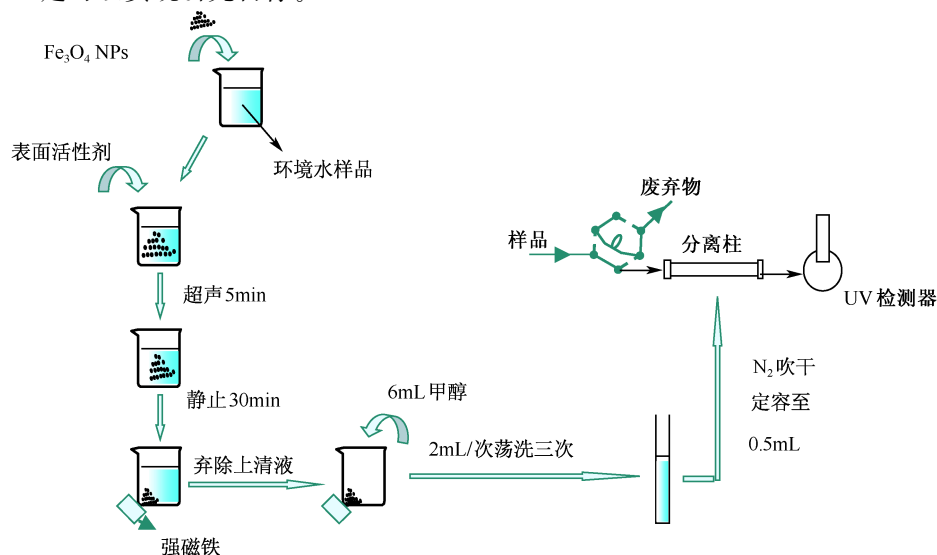 Fe₃O₄ NPs
环境水样品
表面活性剂
超声5min
静止30min
弃除上清液
强磁铁
6mL甲醇
2mL/次荡洗三次
N₂吹干
定容至
0.5mL
样品
废弃物
分离柱
UV检测器